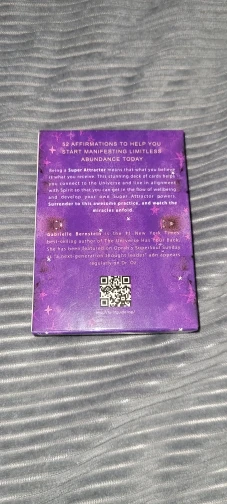 52 AFFIRMATIONS TO HELP YOU
START MANIFESTING LIMITLESS
ABUNDANCE TODAY
Being a Super Attractor means that what you believe
is what you receive. This stunning deck of cards helps
you connect to the Universe and live in alignment
with Spirit so that you can get in the flow of wellbeing
and develop your own Super Attractor powers.
Surrender to this awesome practice, and watch the
miracles unfold.
Gabrielle Bernstein is the #1 New York Times
best-selling author of The Universe Has Your Back.
She has been featured on Oprah's SuperSoul Sunday
as a "next-generation thought leader" and appears
regularly on Dr. Oz